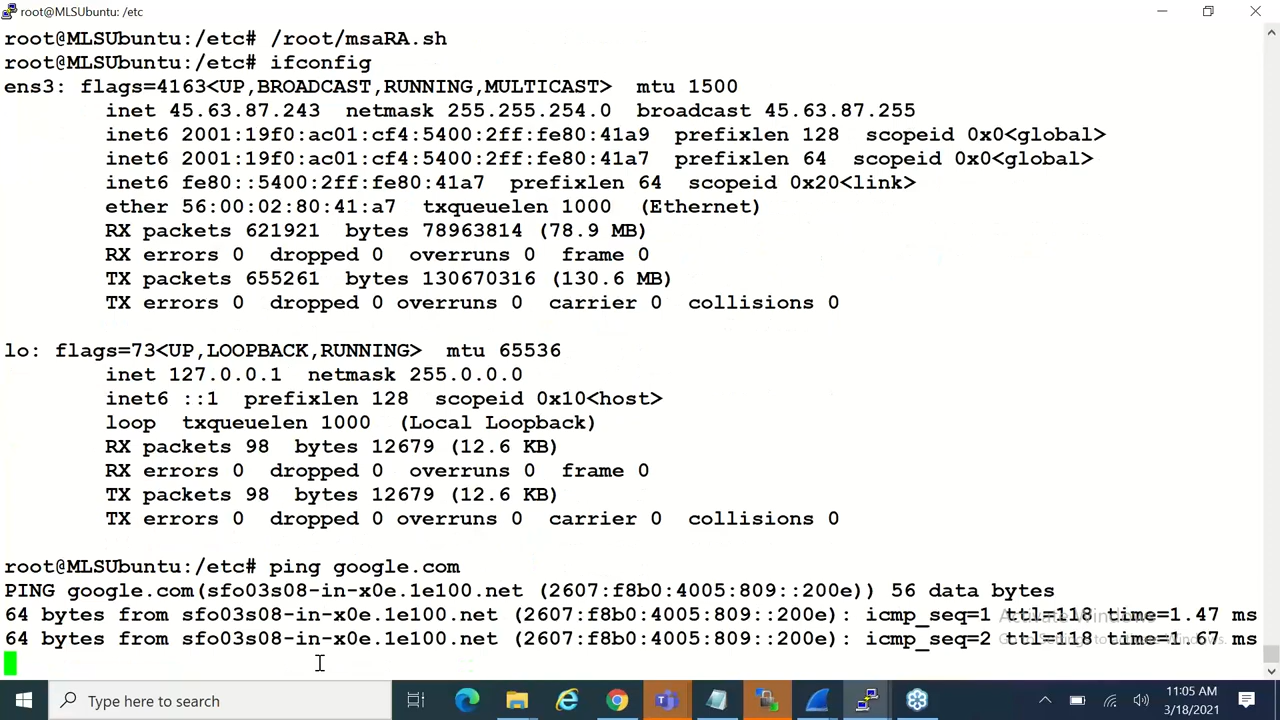 root@MLSUbuntu: /etc
root@MLSUbuntu:/etc# /root/msaRA.sh
root@MLSUbuntu:/etc# ifconfig
ens3: flags=4163<UP,BROADCAST,RUNNING,MULTICAST>  mtu 1500
        inet 45.63.87.243  netmask 255.255.254.0  broadcast 45.63.87.255
        inet6 2001:19f0:ac01:cf4:5400:2ff:fe80:41a9  prefixlen 128  scopeid 0x0<global>
        inet6 2001:19f0:ac01:cf4:5400:2ff:fe80:41a7  prefixlen 64  scopeid 0x0<global>
        inet6 fe80::5400:2ff:fe80:41a7  prefixlen 64  scopeid 0x20<link>
        ether 56:00:02:80:41:a7  txqueuelen 1000  (Ethernet)
        RX packets 621921  bytes 78963814 (78.9 MB)
        RX errors 0  dropped 0  overruns 0  frame 0
        TX packets 655261  bytes 130670316 (130.6 MB)
        TX errors 0  dropped 0 overruns 0  carrier 0  collisions 0
lo: flags=73<UP,LOOPBACK,RUNNING>  mtu 65536
        inet 127.0.0.1  netmask 255.0.0.0
        inet6 ::1  prefixlen 128  scopeid 0x10<host>
        loop  txqueuelen 1000  (Local Loopback)
        RX packets 98  bytes 12679 (12.6 KB)
        RX errors 0  dropped 0  overruns 0  frame 0
        TX packets 98  bytes 12679 (12.6 KB)
        TX errors 0  dropped 0 overruns 0  carrier 0  collisions 0
root@MLSUbuntu:/etc# ping google.com
PING google.com(sfo03s08-in-x0e.1e100.net (2607:f8b0:4005:809::200e)) 56 data bytes
64 bytes from sfo03s08-in-x0e.1e100.net (2607:f8b0:4005:809::200e): icmp_seq=1 ttl=118 time=1.47 ms
Activate Windows
64 bytes from sfo03s08-in-x0e.1e100.net (2607:f8b0:4005:809::200e): icmp_seq=2 ttl=118 time=1.67 ms
Go to Settings to activate Windows.
Type here to search
11:05 AM
3/18/2021